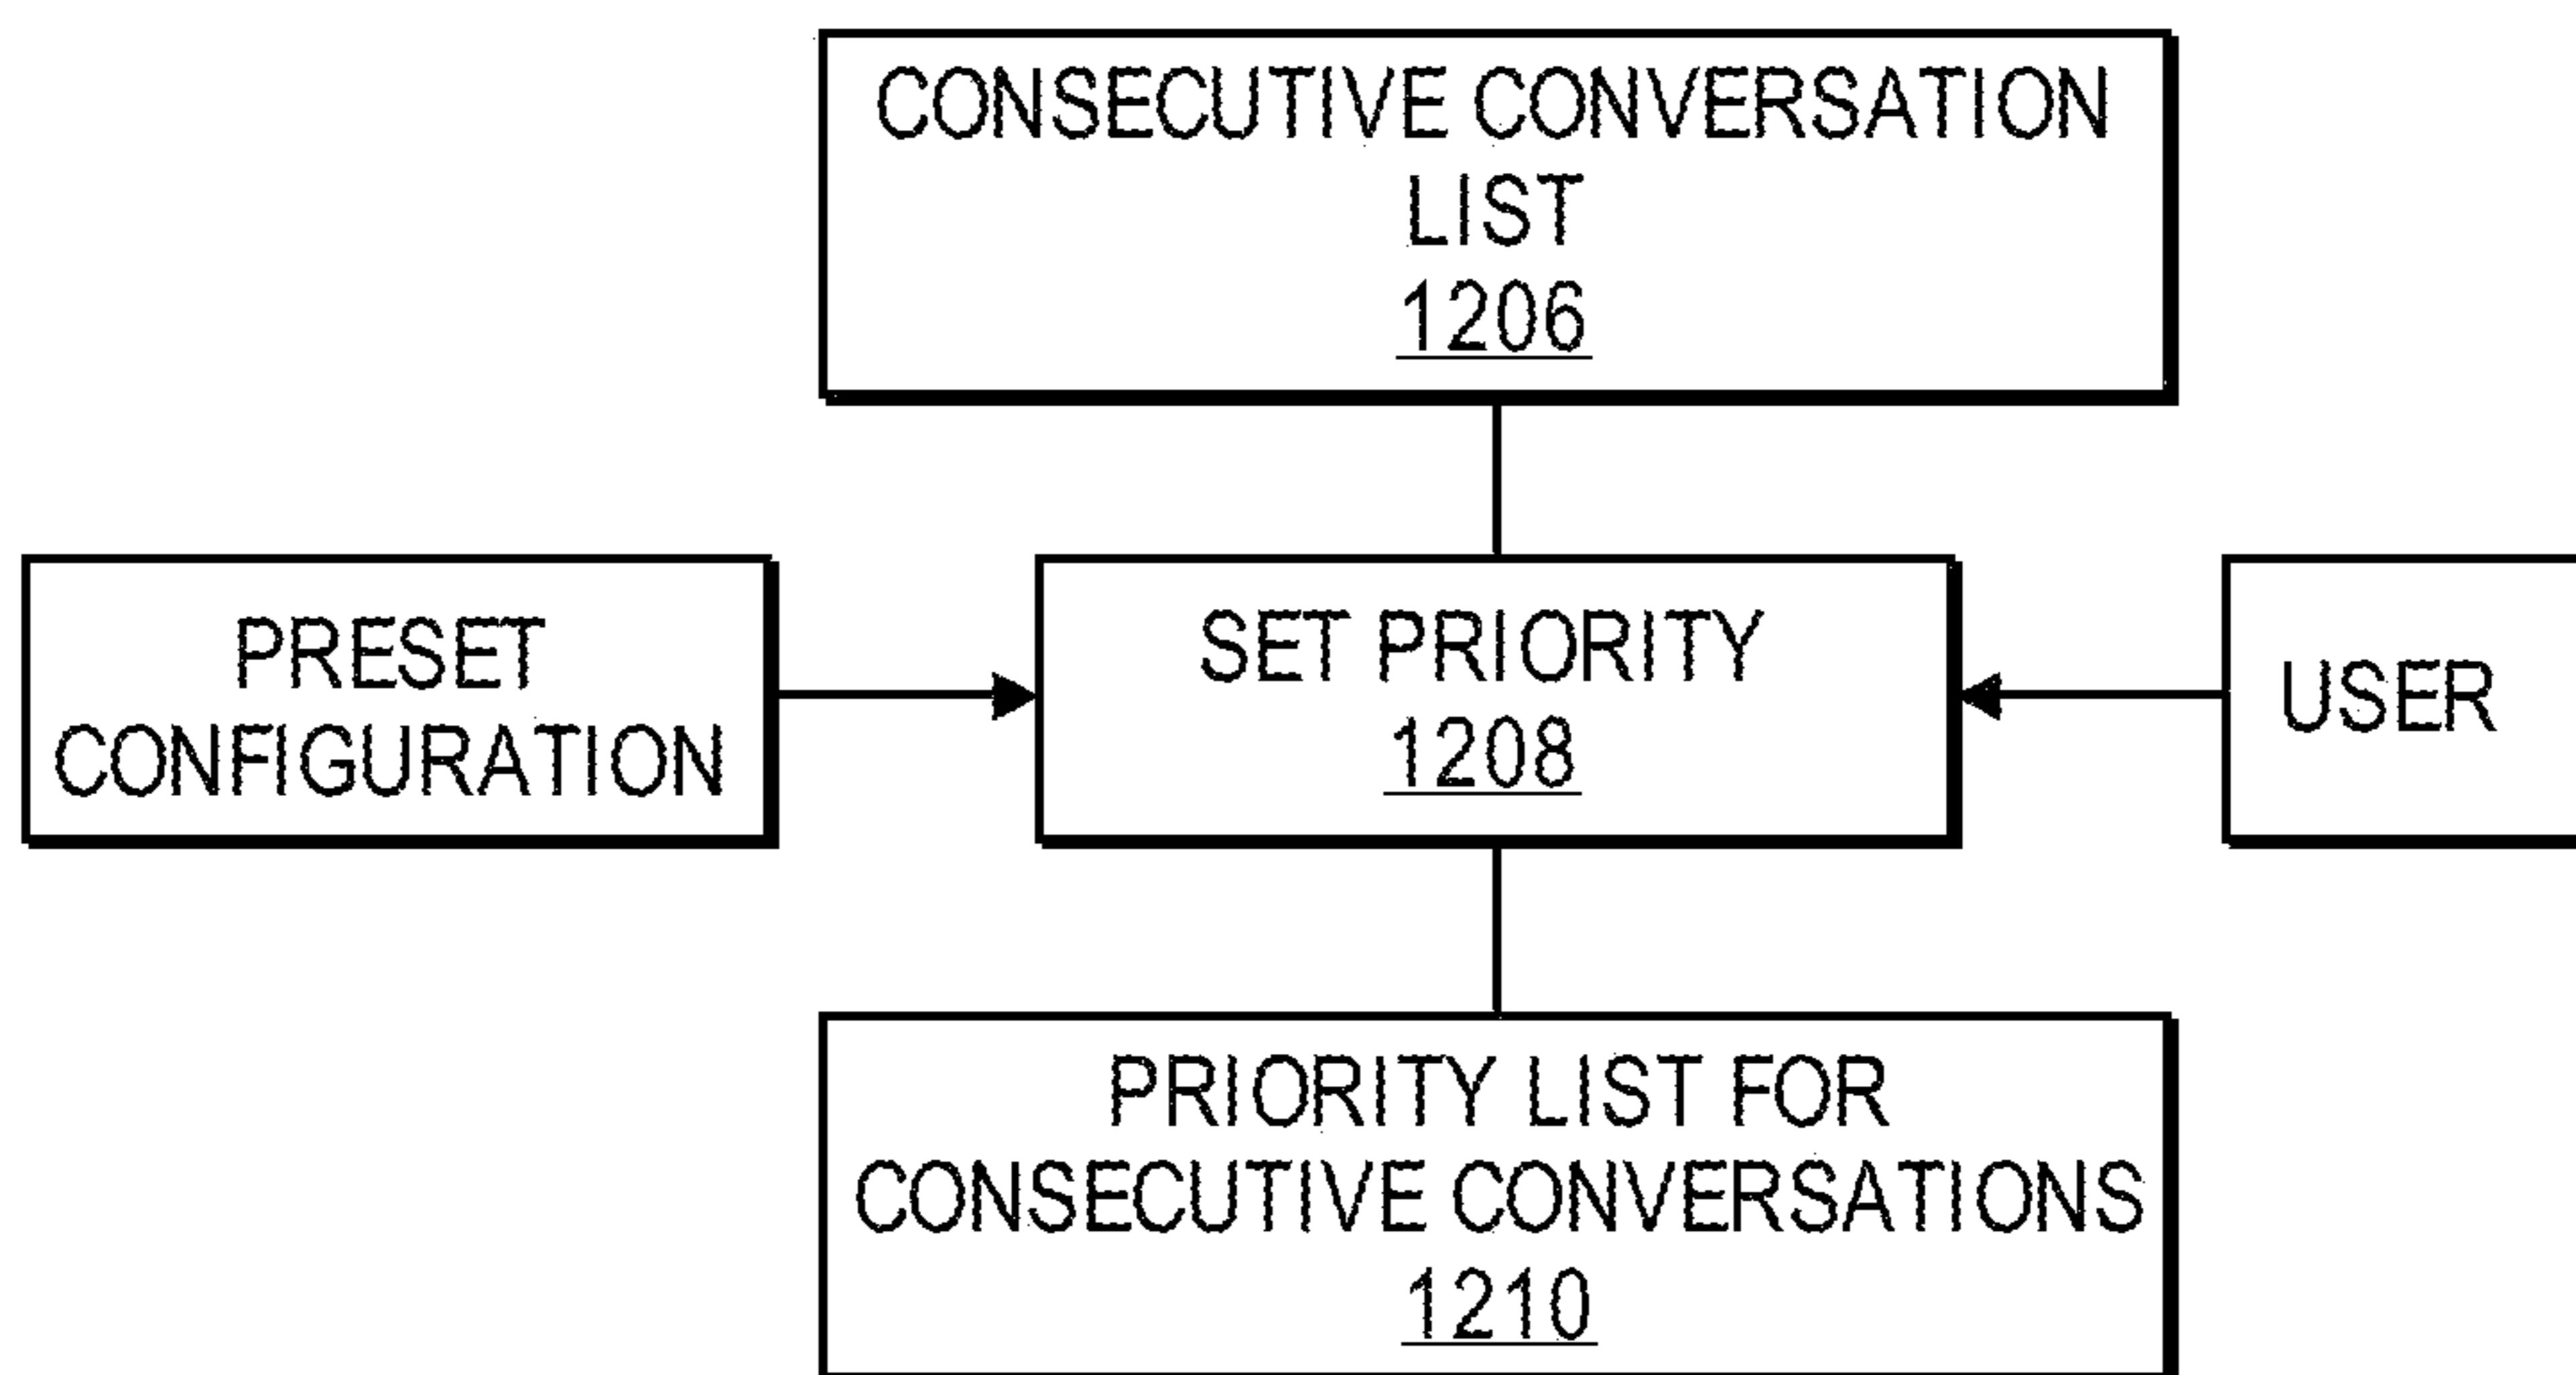 CONSECUTIVE CONVERSATION
LIST
1206
PRESET
CONFIGURATION
SET PRIORITY
1208
USER
PRIORITY LIST FOR
CONSECUTIVE CONVERSATIONS
1210